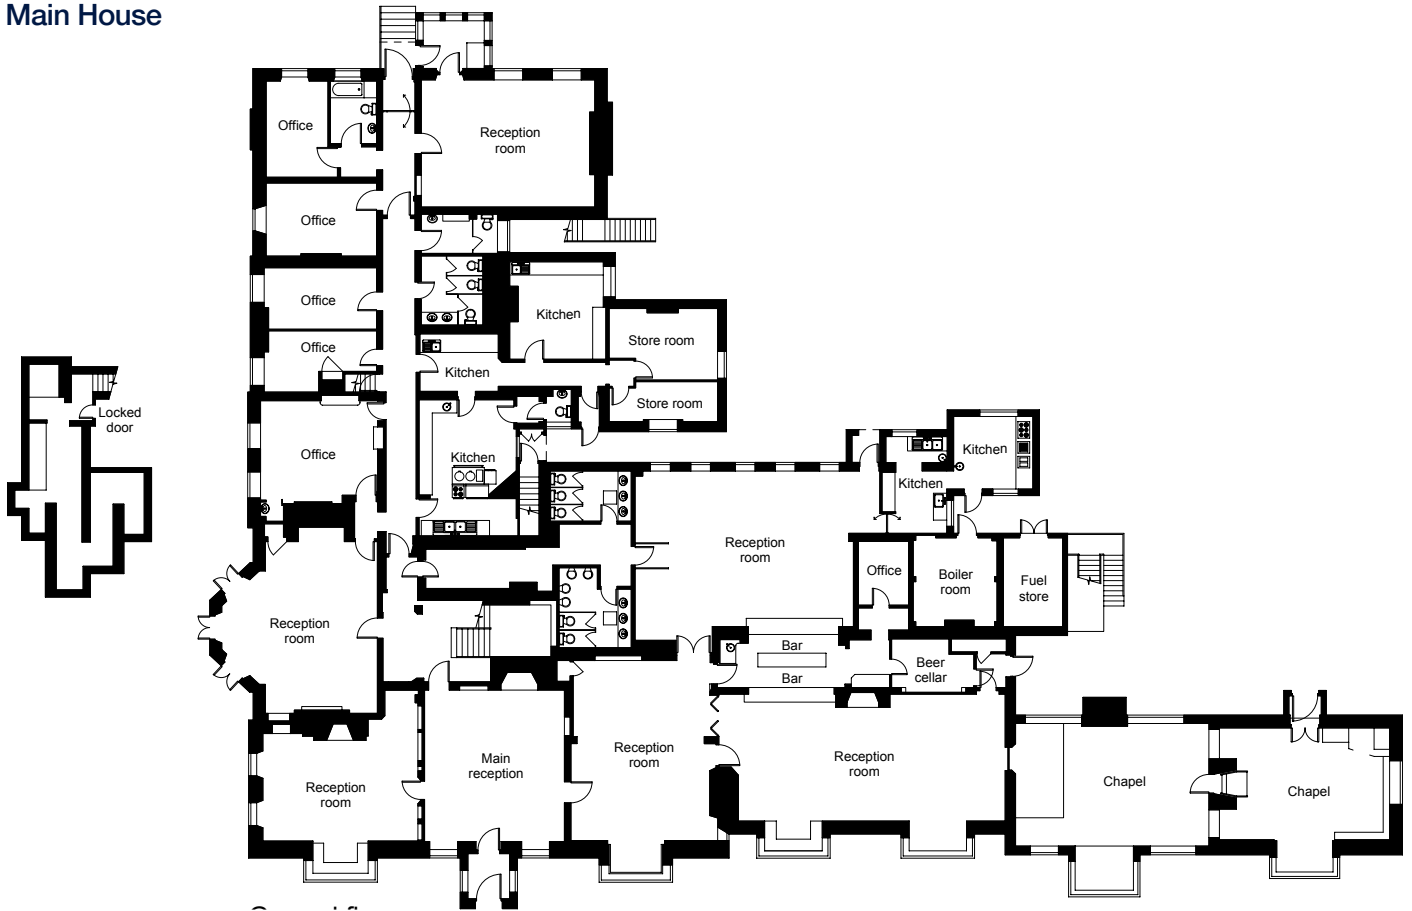 Main House
Office
Reception
room
Office
Office
Kitchen
Office
Store room
Kitchen
Store room
Locked
door
Office
Kitchen
Kitchen
Kitchen
Reception
room
Office
Boiler
room
Fuel
store
Reception
room
Bar
Bar
Beer
cellar
Reception
room
Main
reception
Reception
room
Reception
room
Chapel
Chapel